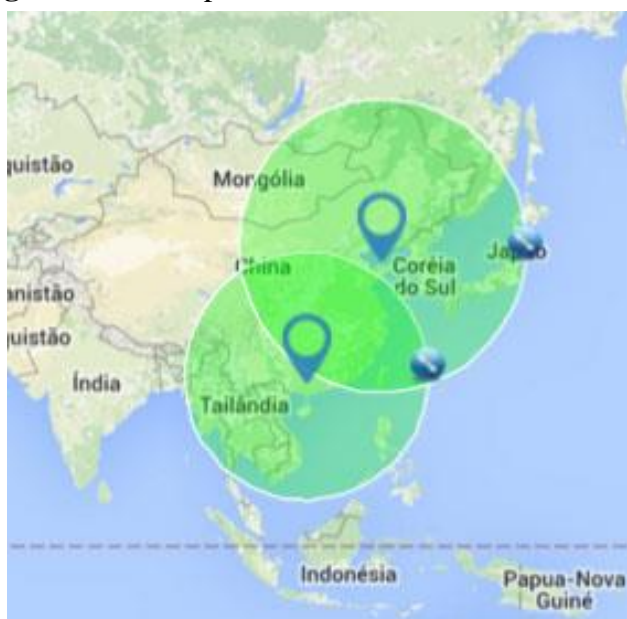 quistão
Mongólia
China
Japão
Coréia
do Sul
anistão
uistão
Índia
Tailândia
Indonésia
Papua-Nova
Guiné